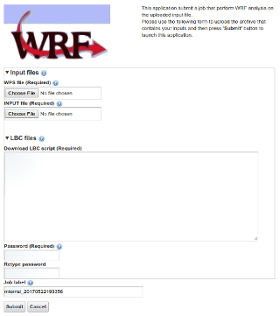 This application submit a job that perform WRF analysis on
the uploaded input file.
Please use the following form to upload the archive that
contains your inputs and then press 'Submit' button to
launch this application.
WRF
▼Input files
WPS file (Required)
Choose File No file chosen
INPUT file (Required)
Choose File No file chosen
▼LBC files
Download LBC script (Required)
Password (Required)
Retype password
Job label
Submit Cancel